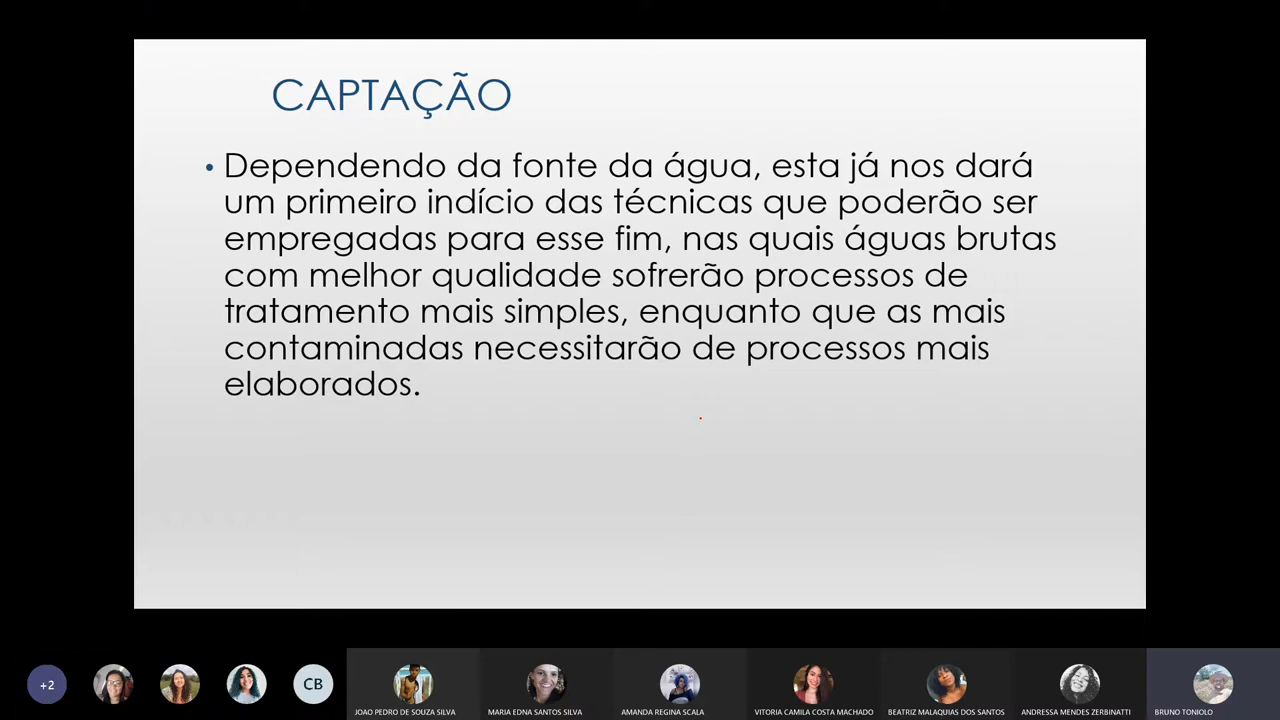 CAPTAÇÃO
• Dependendo da fonte da água, esta já nos dará
um primeiro indício das técnicas que poderão ser
empregadas para esse fim, nas quais águas brutas
com melhor qualidade sofrerão processos de
tratamento mais simples, enquanto que as mais
contaminadas necessitarão de processos mais
elaborados.
+2
CB
JOAO PEDRO DE SOUZA SILVA
MARIA EDNA SANTOS SILVA
AMANDA REGINA SCALA
VITORIA CAMILA COSTA MACHADO
BEATRIZ MALAQUIAS DOS SANTOS
ANDRESSA MENDES ZERBINATTI
BRUNO TONIOLO